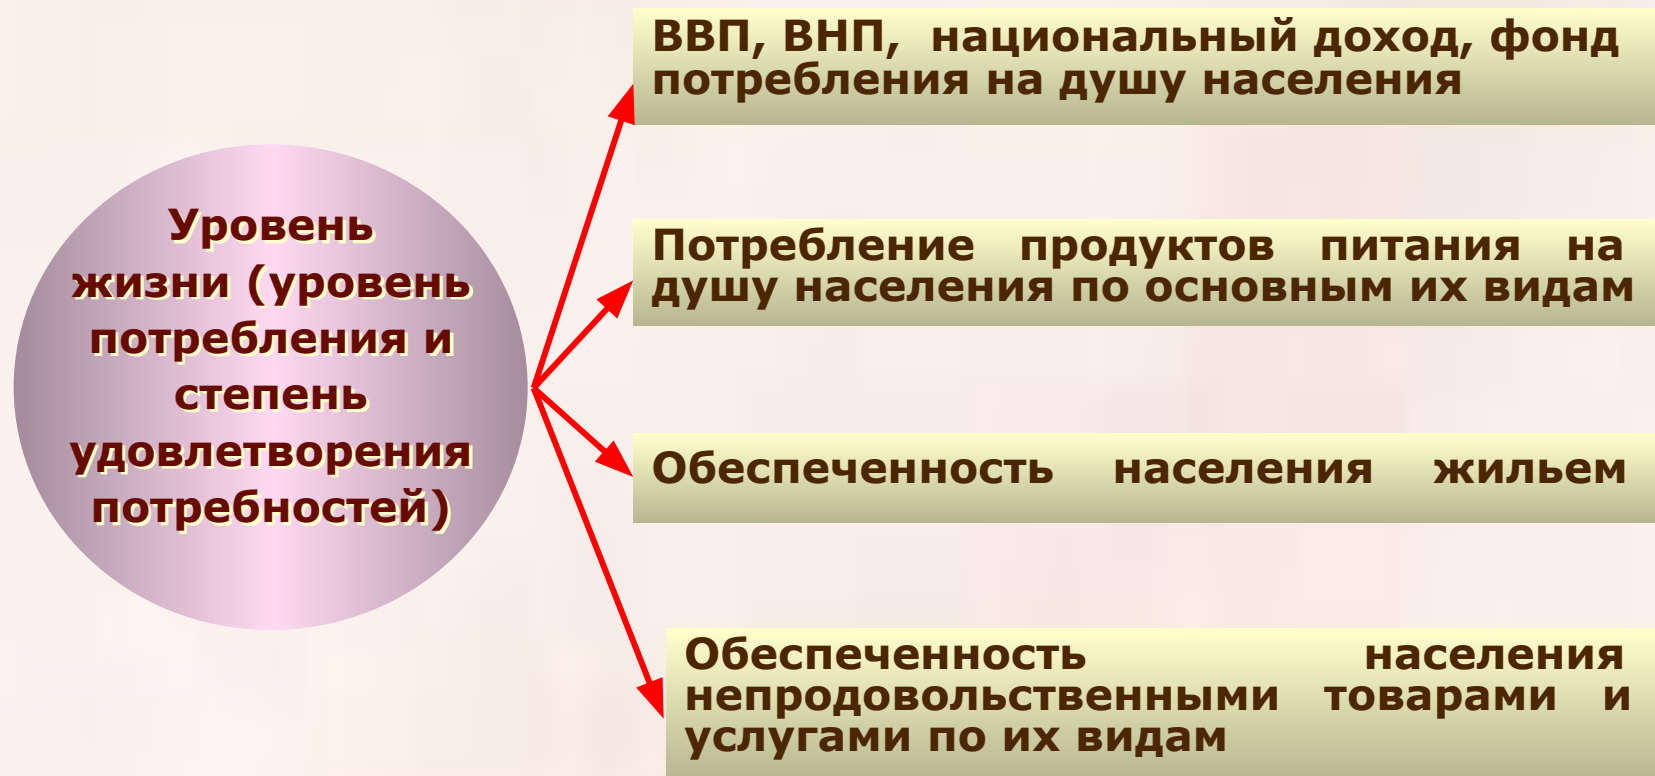 Уровень
жизни (уровень
потребления и
степень
удовлетворения
потребностей)
ВВП, ВНП, национальный доход, фонд
потребления на душу населения
Потребление продуктов питания на
душу населения по основным их видам
Обеспеченность населения жильем
Обеспеченность населения
непродовольственными товарами и
услугами по их видам